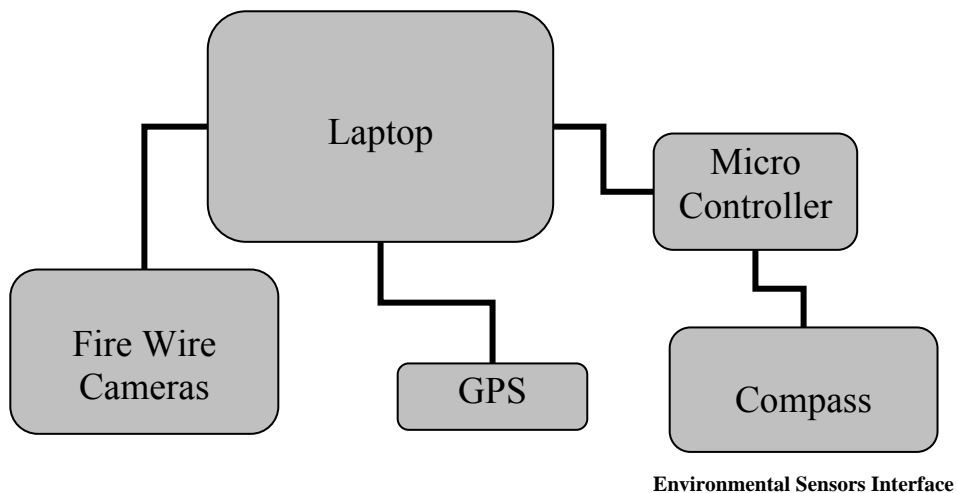 Laptop
Micro
Controller
Fire Wire
Cameras
GPS
Compass
Environmental Sensors Interface